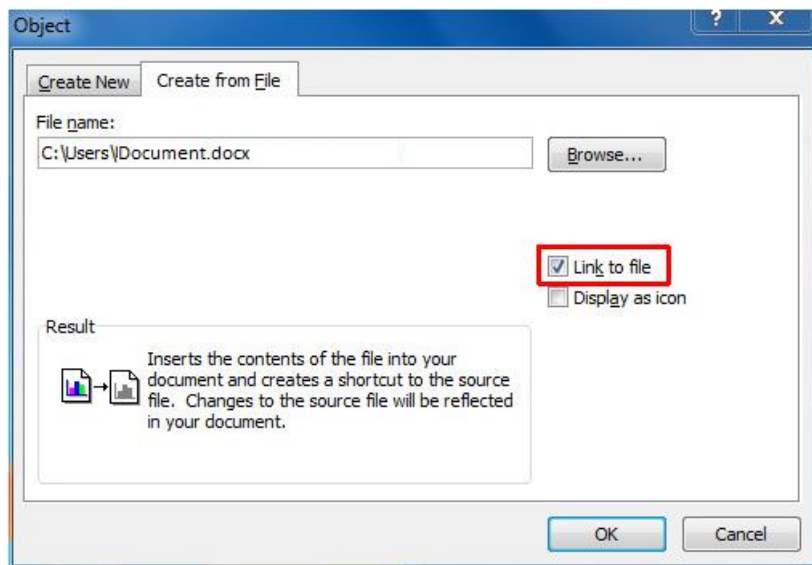 Object
Create New
Create from File
File name:
C:\Users\Document.docx
Browse...
Link to file
Display as icon
Result
Inserts the contents of the file into your
document and creates a shortcut to the source
file. Changes to the source file will be reflected
in your document.
OK
Cancel